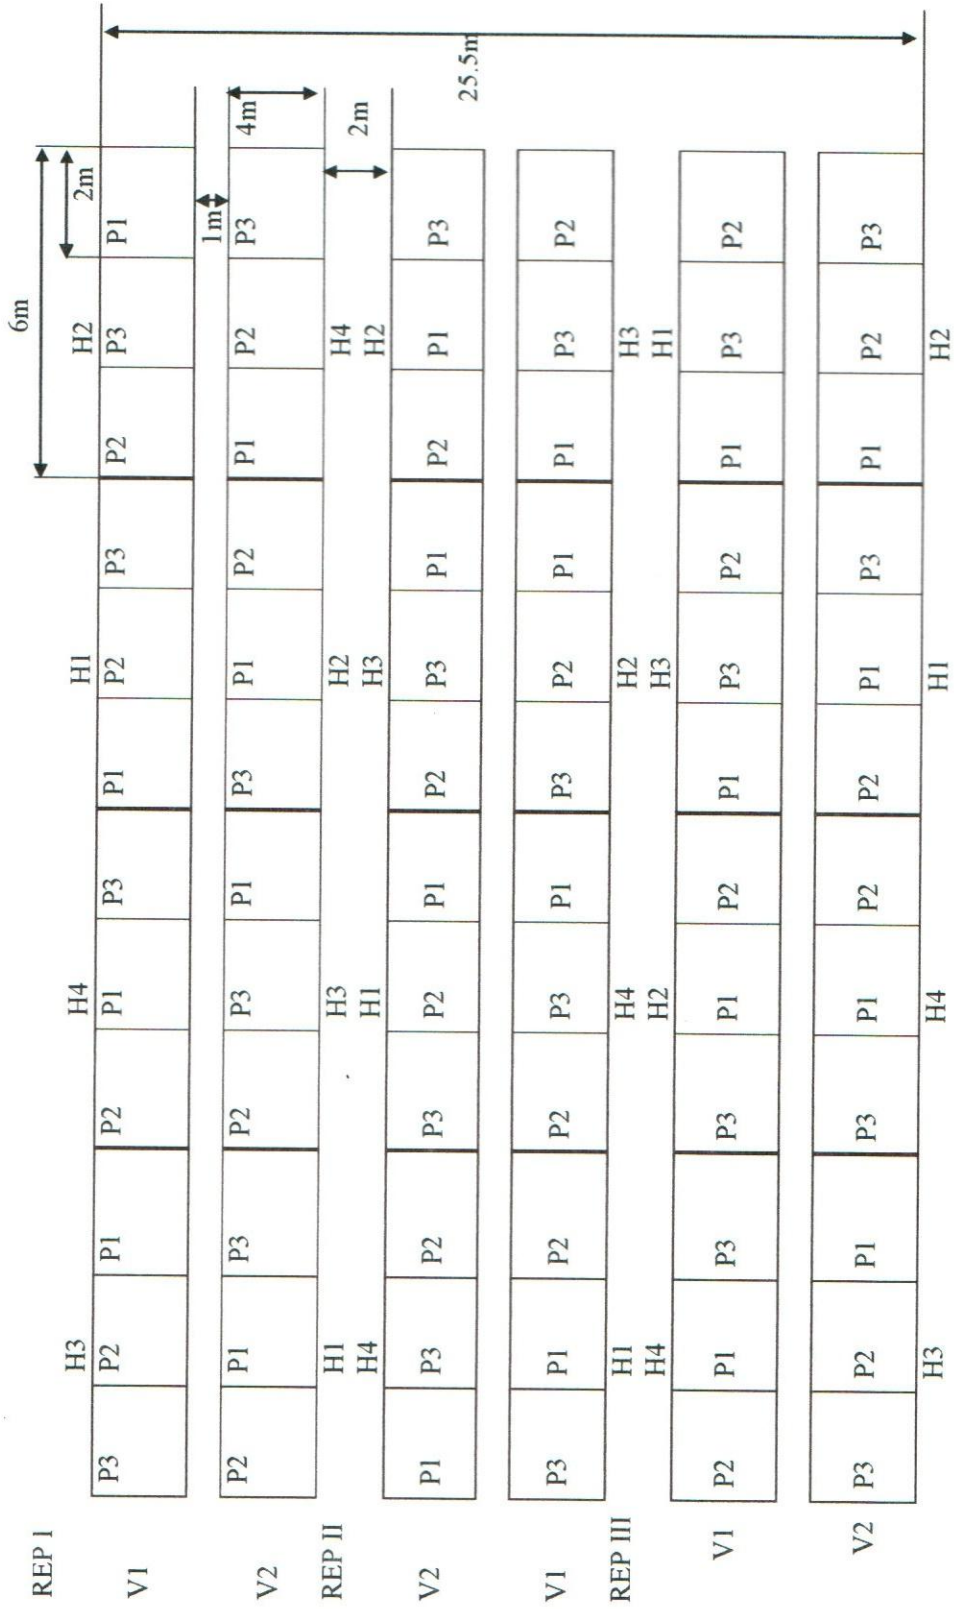 6m
REP I
H3 H4 H1 H2 2m
V1 P3 P2 P1 P2 P1 P3 P1 P2 P3 P2 P3 P1
1m
V2 P2 P1 P3 P2 P3 P1 P3 P1 P2 P1 P2 P3 4m
REP II H1 H3 H2 H4
H4 H1 H3 H2 2m
V2 P1 P3 P2 P3 P2 P1 P2 P3 P1 P2 P1 P3
25.5m
V1 P3 P1 P2 P2 P3 P1 P3 P2 P1 P1 P3 P2
REP III H1 H4 H2 H3
H4 H2 H3 H1
V1 P2 P1 P3 P3 P1 P2 P1 P3 P2 P1 P3 P2
V2 P3 P2 P1 P3 P1 P2 P2 P1 P3 P1 P2 P3
H3 H4 H1 H2